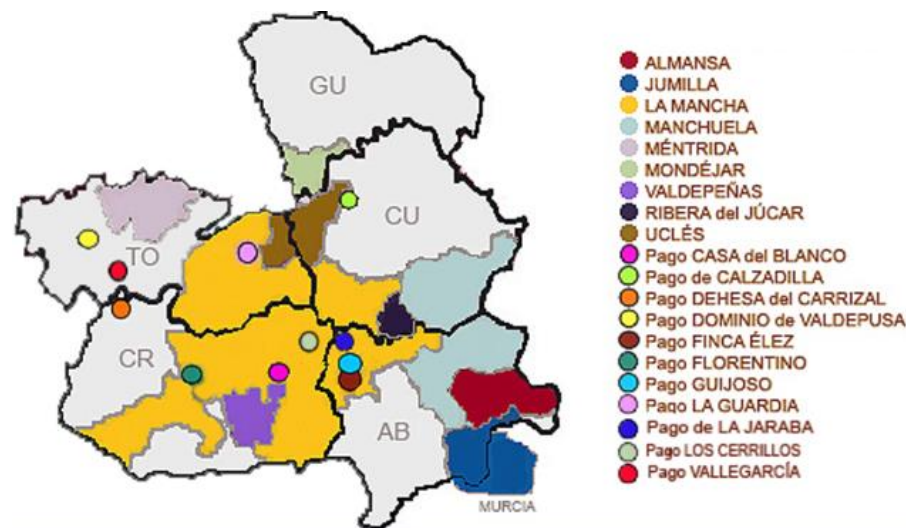 GU
CU
TO
CR
AB
MURCIA
ALMANSA
JUMILLA
LA MANCHA
MANCHUELA
MÉNTRIDA
MONDÉJAR
VALDEPEÑAS
RIBERA del JÚCAR
UCLÉS
Pago CASA del BLANCO
Pago de CALZADILLA
Pago DEHESA del CARRIZAL
Pago DOMINIO de VALDEPUSA
Pago FINCA ÉLEZ
Pago FLORENTINO
Pago GUIJOSO
Pago LA GUARDIA
Pago de LA JARABA
Pago LOS CERRILLOS
Pago VALLEGARCÍA